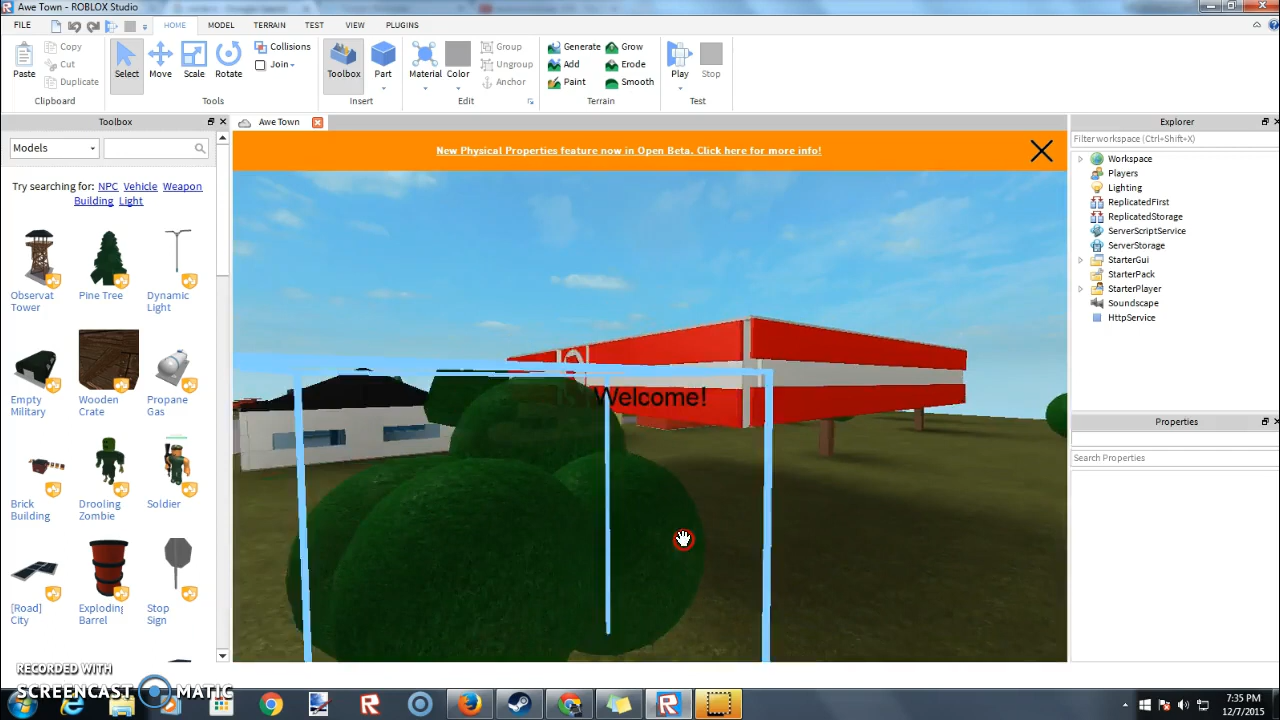 Awe Town - ROBLOX Studio
FILE HOME MODEL TERRAIN TEST VIEW PLUGINS
Paste Copy Cut Duplicate Clipboard
Select Move Scale Rotate Collisions Join Tools
Toolbox Part Insert
Material Color Group Ungroup Anchor Edit
Generate Grow Add Erode Paint Smooth Terrain
Play Stop Test
Toolbox
Models
Try searching for: NPC Vehicle Weapon
Building Light
Observat Pine Tree Dynamic
Tower Light
Empty Wooden Propane
Military Crate Gas
Brick Drooling Soldier
Building Zombie
[Road] Exploding Stop
City Barrel Sign
Awe Town
New Physical Properties feature now in Open Beta. Click here for more info!
Welcome!
Explorer
Filter workspace (Ctrl+Shift+X)
Workspace
Players
Lighting
ReplicatedFirst
ReplicatedStorage
ServerScriptService
ServerStorage
StarterGui
StarterPack
StarterPlayer
Soundscape
HttpService
Properties
Search Properties
RECORDED WITH
SCREENCAST MATIC
7:35 PM
12/7/2015